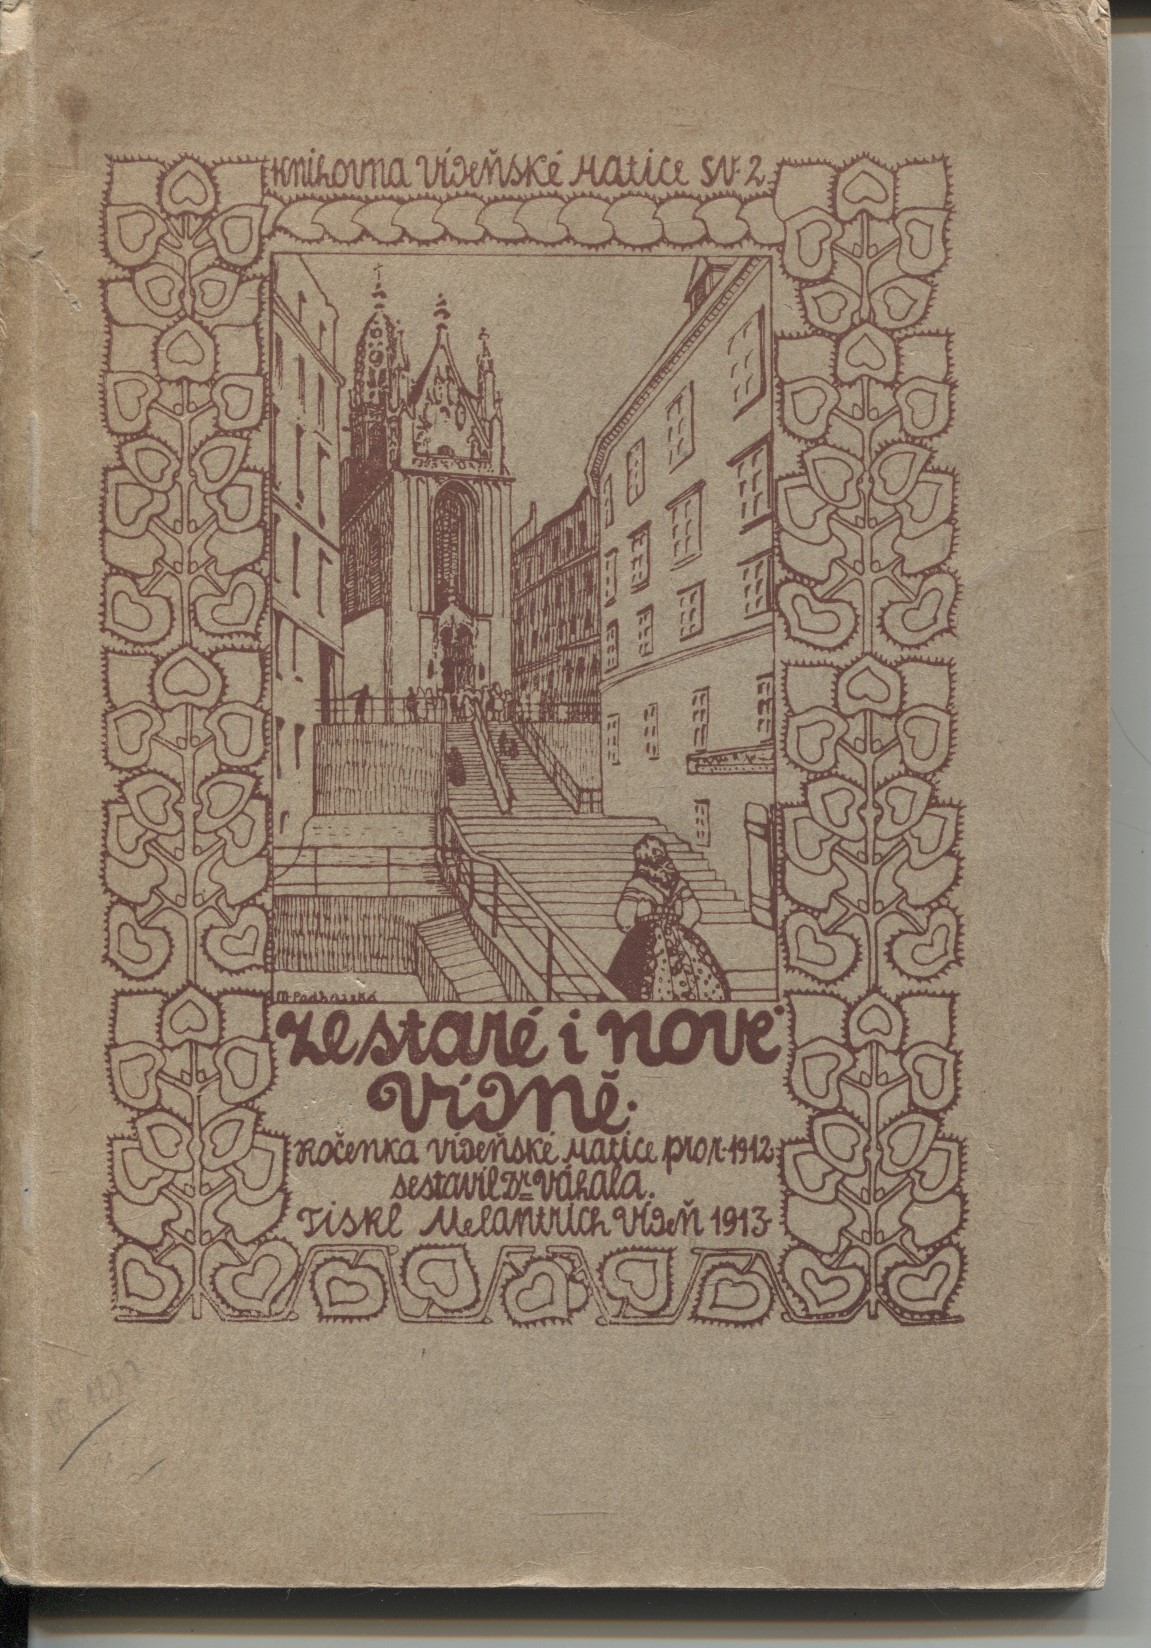 Knihovna Vídeňské Matice sv. 2.
M. Podhajská
Ze staré i nové
Vídně.
Ročenka Vídeňské Matice pro r. 1912
sestavil Dr. Váhala.
Tiskl Melantrich Vídeň 1913.